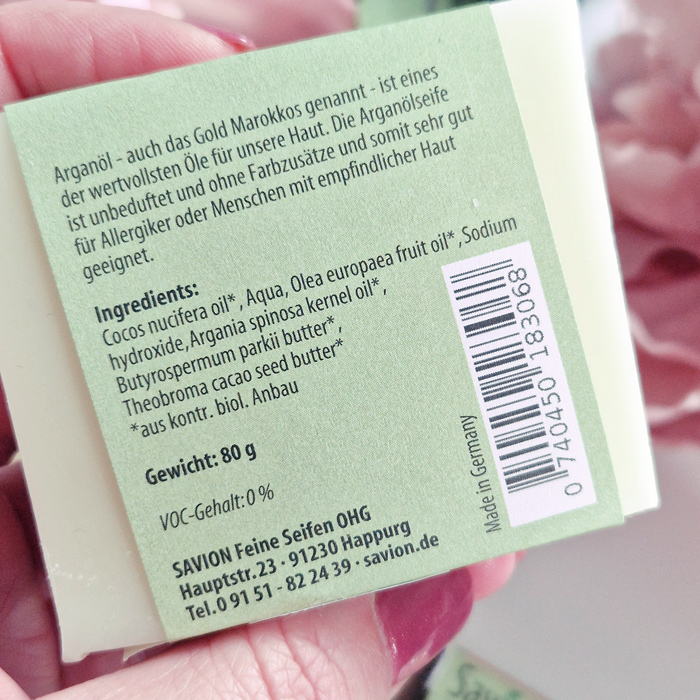 Arganöl - auch das Gold Marokkos genannt - ist eines
der wertvollsten Öle für unsere Haut. Die Arganölseife
ist unbeduftet und ohne Farbzusätze und somit sehr gut
für Allergiker oder Menschen mit empfindlicher Haut
geeignet.
Ingredients:
Cocos nucifera oil*, Aqua, Olea europaea fruit oil*,Sodium
hydroxide,Argania spinosa kernel oil*,
Butyrospermum parkii butter*,
Theobroma cacao seed butter*
*aus kontr. biol. Anbau
Gewicht: 80 g
VOC-Gehalt: 0 %
SAVION Feine Seifen OHG
Hauptstr.23 · 91230 Happurg
Tel.0 91 51 - 82 24 39 · savion.de
Made in Germany
0 740450 183068